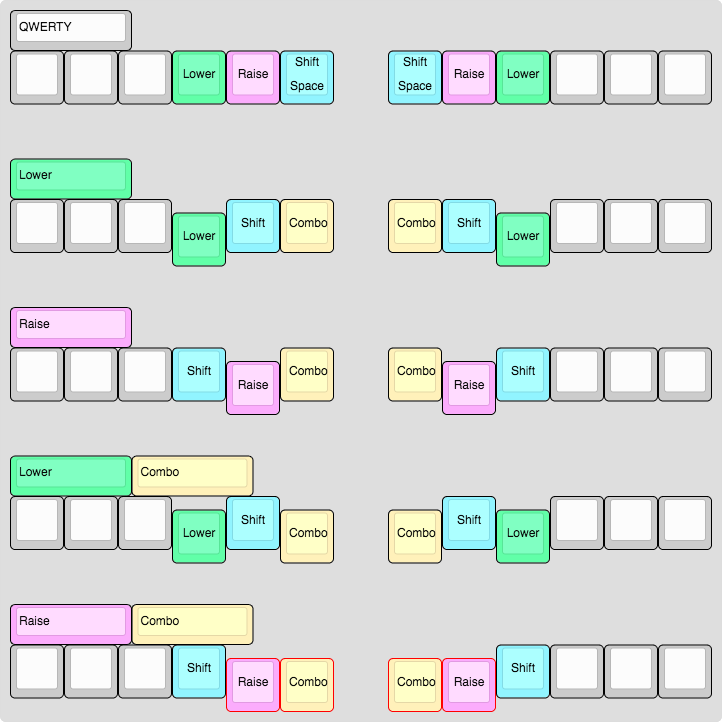 QWERTY
Lower Raise Shift Space Shift Space Raise Lower
Lower
Lower Shift Combo Combo Shift Lower
Raise
Shift Raise Combo Combo Raise Shift
Lower Combo
Lower Shift Combo Combo Shift Lower
Raise Combo
Shift Raise Combo Combo Raise Shift